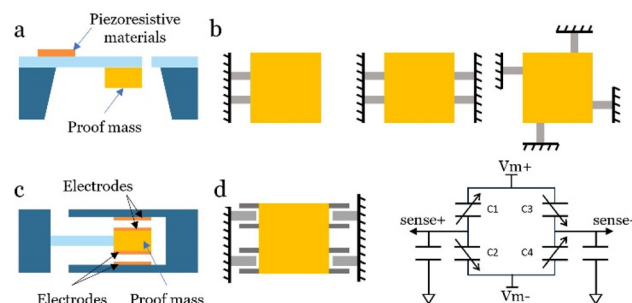 a
Piezoresistive
materials
Proof mass
b
c
Electrodes
Electrodes
Proof mass
d
Vm+
C1
C3
sense+
sense-
C2
C4
Vm-